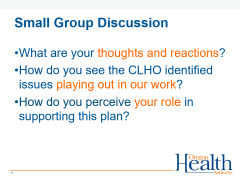 Small Group Discussion
•What are your thoughts and reactions?
•How do you see the CLHO identified
issues playing out in our work?
•How do you perceive your role in
supporting this plan?
Oregon
Health
Authority